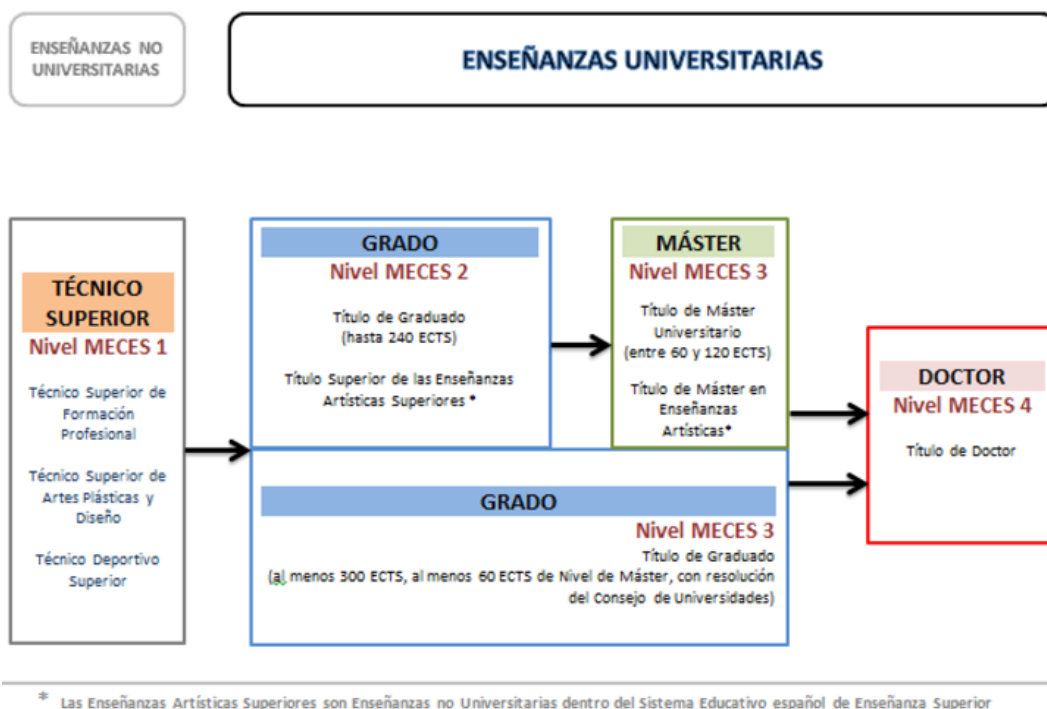 ENSEÑANZAS NO
UNIVERSITARIAS
ENSEÑANZAS UNIVERSITARIAS
TÉCNICO
SUPERIOR
Nivel MECES 1
Técnico Superior de
Formación
Profesional
Técnico Superior de
Artes Plásticas y
Diseño
Técnico Deportivo
Superior
GRADO
Nivel MECES 2
Título de Graduado
(hasta 240 ECTS)
Título Superior de las Enseñanzas
Artísticas Superiores *
MÁSTER
Nivel MECES 3
Título de Máster
Universitario
(entre 60 y 120 ECTS)
Título de Máster en
Enseñanzas
Artísticas*
GRADO
Nivel MECES 3
Título de Graduado
(al menos 300 ECTS, al menos 60 ECTS de Nivel de Máster, con resolución
del Consejo de Universidades)
DOCTOR
Nivel MECES 4
Título de Doctor
* Las Enseñanzas Artísticas Superiores son Enseñanzas no Universitarias dentro del Sistema Educativo español de Enseñanza Superior